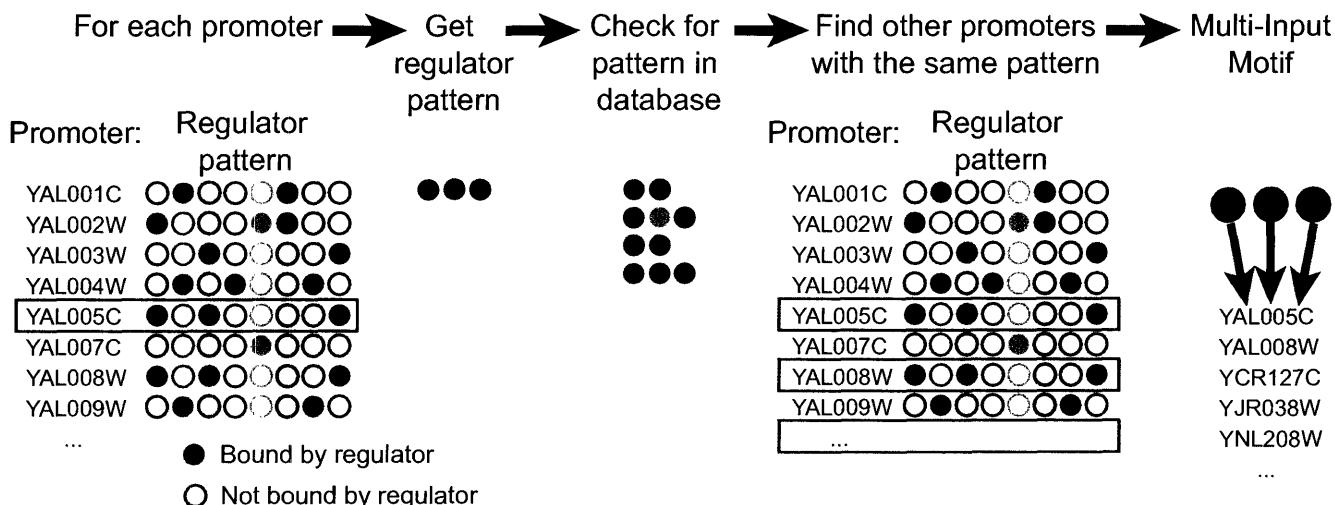 For each promoter
Get
regulator
pattern
Check for
pattern in
database
Find other promoters
with the same pattern
Multi-Input
Motif
Promoter:
Regulator
pattern
YAL001C
YAL002W
YAL003W
YAL004W
YAL005C
YAL007C
YAL008W
YAL009W
...
Bound by regulator
Not bound by regulator
Promoter:
Regulator
pattern
YAL001C
YAL002W
YAL003W
YAL004W
YAL005C
YAL007C
YAL008W
YAL009W
...
YAL005C
YAL008W
YCR127C
YJR038W
YNL208W
...